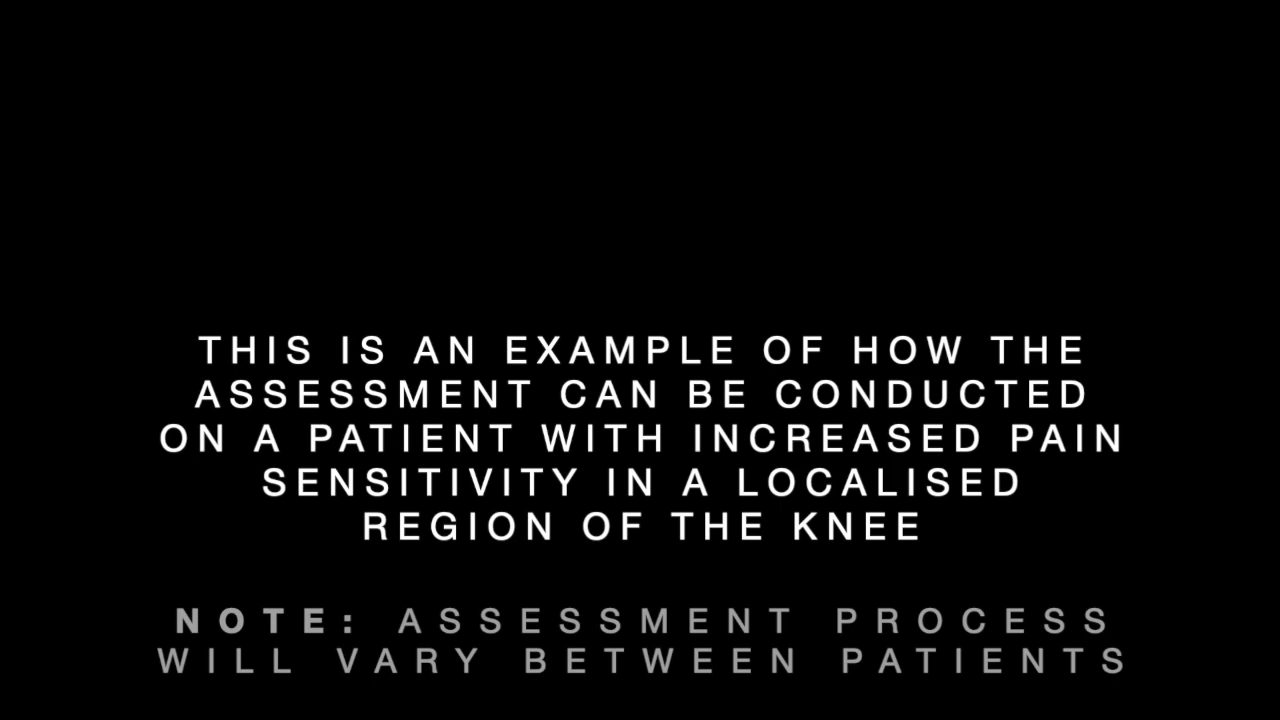 THIS IS AN EXAMPLE OF HOW THE
ASSESSMENT CAN BE CONDUCTED
ON A PATIENT WITH INCREASED PAIN
SENSITIVITY IN A LOCALISED
REGION OF THE KNEE
NOTE: ASSESSMENT PROCESS
WILL VARY BETWEEN PATIENTS